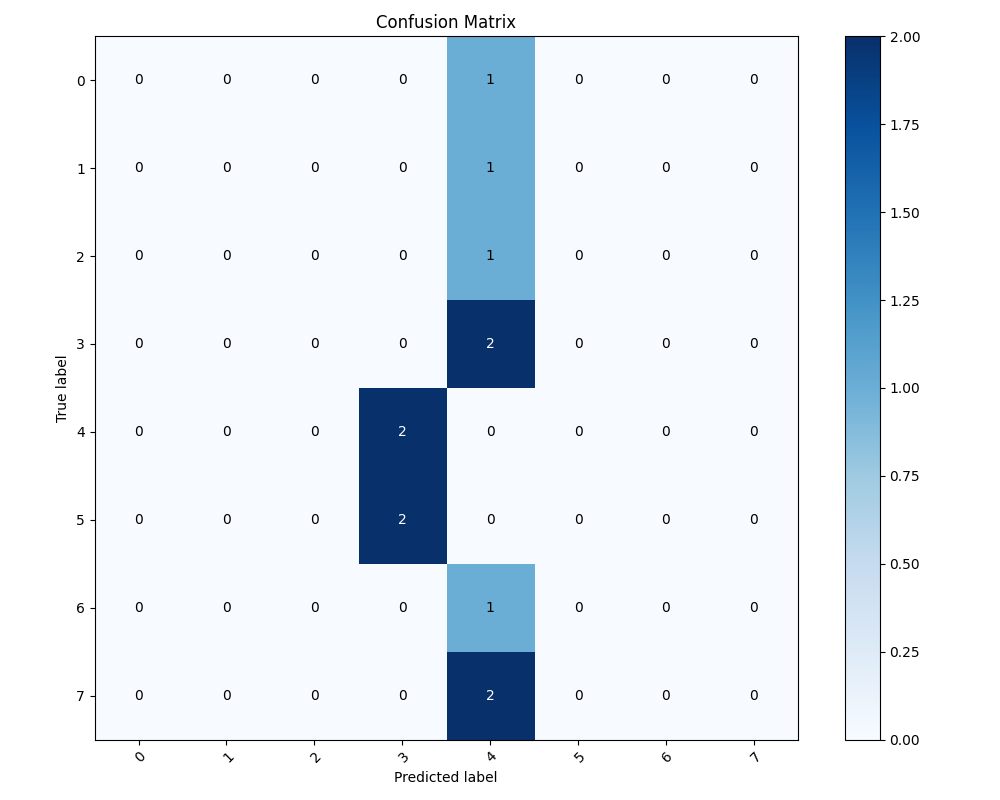 Confusion Matrix
0 0 0 0 0 1 0 0 0
1 0 0 0 0 1 0 0 0
2 0 0 0 0 1 0 0 0
3 0 0 0 0 2 0 0 0
4 0 0 0 2 0 0 0 0
5 0 0 0 2 0 0 0 0
6 0 0 0 0 1 0 0 0
7 0 0 0 0 2 0 0 0
True label
0 1 2 3 4 5 6 7
Predicted label
2.00
1.75
1.50
1.25
1.00
0.75
0.50
0.25
0.00